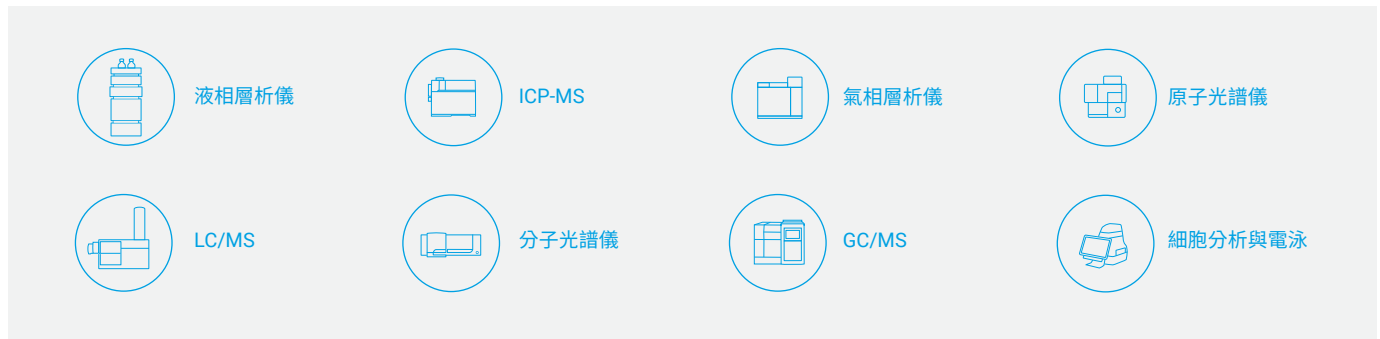 液相層析儀
ICP-MS
氣相層析儀
原子光譜儀
LC/MS
分子光譜儀
GC/MS
細胞分析與電泳